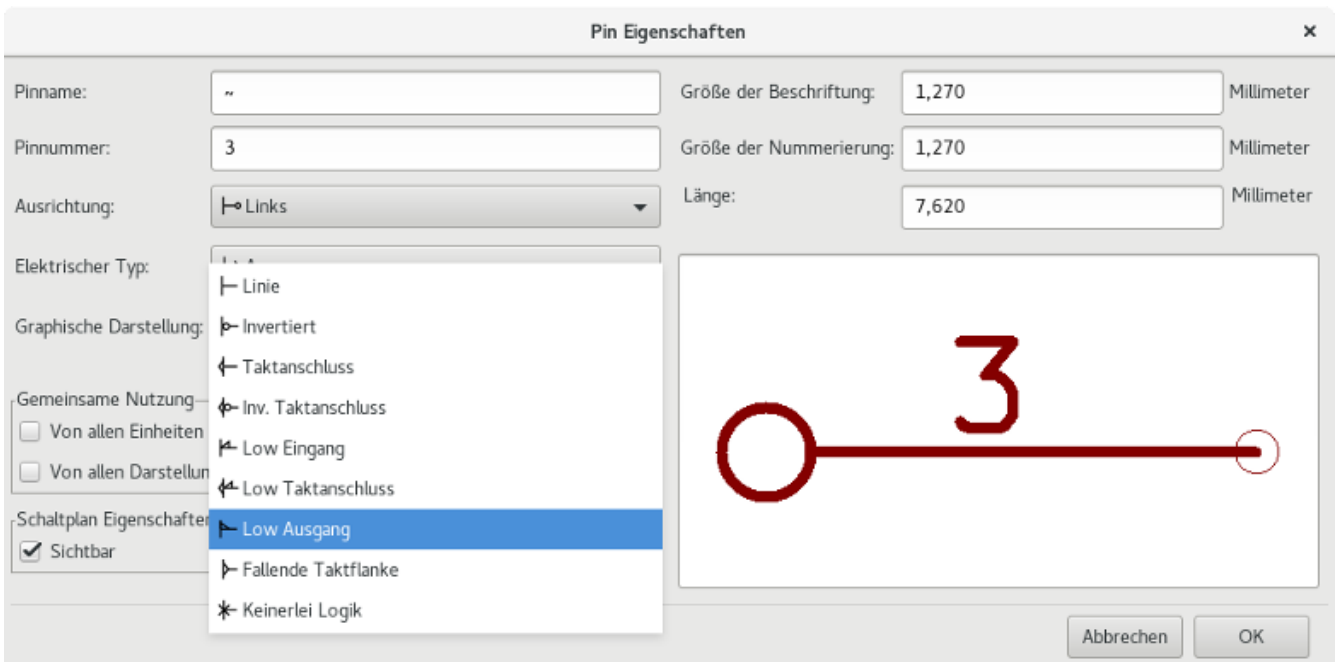 Pin Eigenschaften
Pinname: ~ Größe der Beschriftung: 1,270 Millimeter
Pinnummer: 3 Größe der Nummerierung: 1,270 Millimeter
Ausrichtung: Links Länge: 7,620 Millimeter
Elektrischer Typ:
Linie
Graphische Darstellung: Invertiert
Taktanschluss
Gemeinsame Nutzung
Inv. Taktanschluss
Von allen Einheiten
Low Eingang
Von allen Darstellun
Low Taktanschluss
Schaltplan Eigenschaften
Low Ausgang
Sichtbar
Fallende Taktflanke
Keinerlei Logik
3
Abbrechen OK